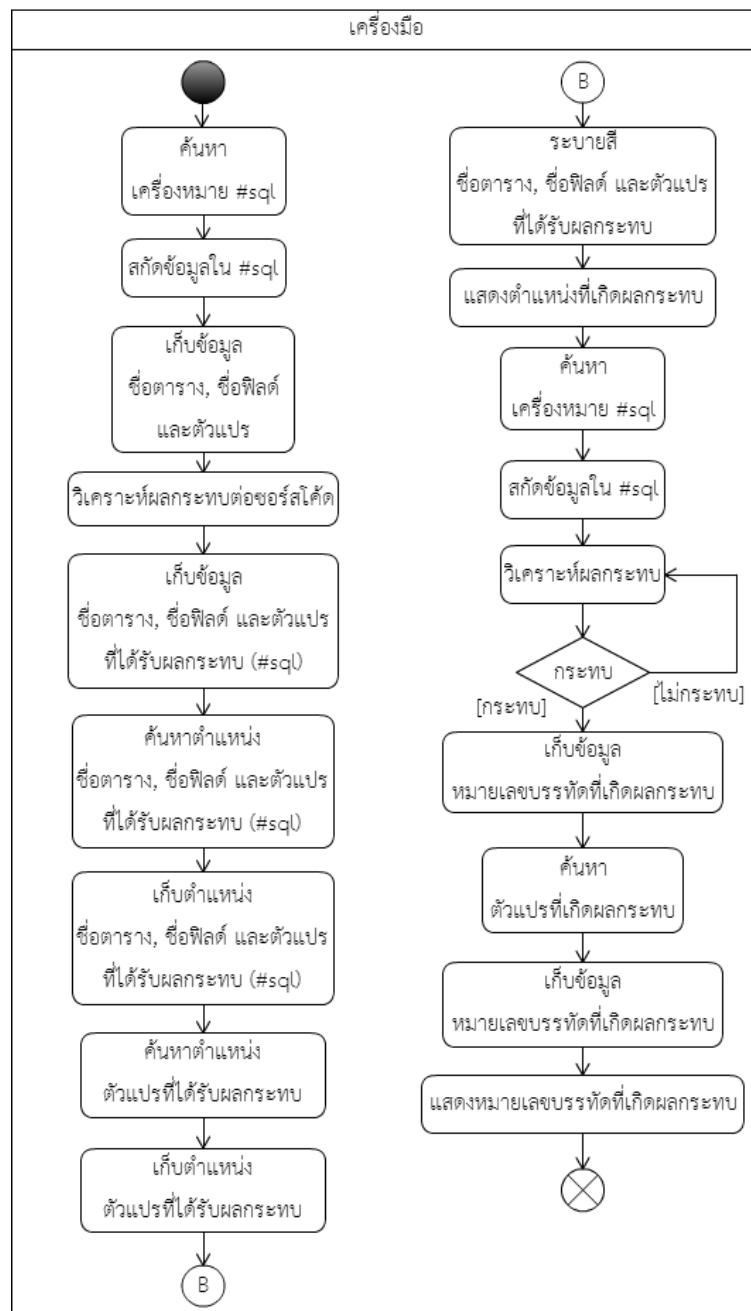 เครื่องมือ
ค้นหา
เครื่องหมาย #sql
สกัดข้อมูลใน #sql
เก็บข้อมูล
ชื่อตาราง, ชื่อฟิลด์
และตัวแปร
วิเคราะห์ผลกระทบต่อซอร์สโค้ด
เก็บข้อมูล
ชื่อตาราง, ชื่อฟิลด์ และตัวแปร
ที่ได้รับผลกระทบ (#sql)
ค้นหาตำแหน่ง
ชื่อตาราง, ชื่อฟิลด์ และตัวแปร
ที่ได้รับผลกระทบ (#sql)
เก็บตำแหน่ง
ชื่อตาราง, ชื่อฟิลด์ และตัวแปร
ที่ได้รับผลกระทบ (#sql)
ค้นหาตำแหน่ง
ตัวแปรที่ได้รับผลกระทบ
เก็บตำแหน่ง
ตัวแปรที่ได้รับผลกระทบ
B
B
ระบายสี
ชื่อตาราง, ชื่อฟิลด์ และตัวแปร
ที่ได้รับผลกระทบ
แสดงตำแหน่งที่เกิดผลกระทบ
ค้นหา
เครื่องหมาย #sql
สกัดข้อมูลใน #sql
วิเคราะห์ผลกระทบ
กระทบ
[ไม่กระทบ]
[กระทบ]
เก็บข้อมูล
หมายเลขบรรทัดที่เกิดผลกระทบ
ค้นหา
ตัวแปรที่เกิดผลกระทบ
เก็บข้อมูล
หมายเลขบรรทัดที่เกิดผลกระทบ
แสดงหมายเลขบรรทัดที่เกิดผลกระทบ